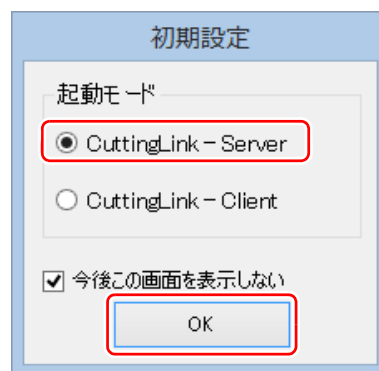 初期設定
起動モード
CuttingLink－Server
CuttingLink－Client
今後この画面を表示しない
OK